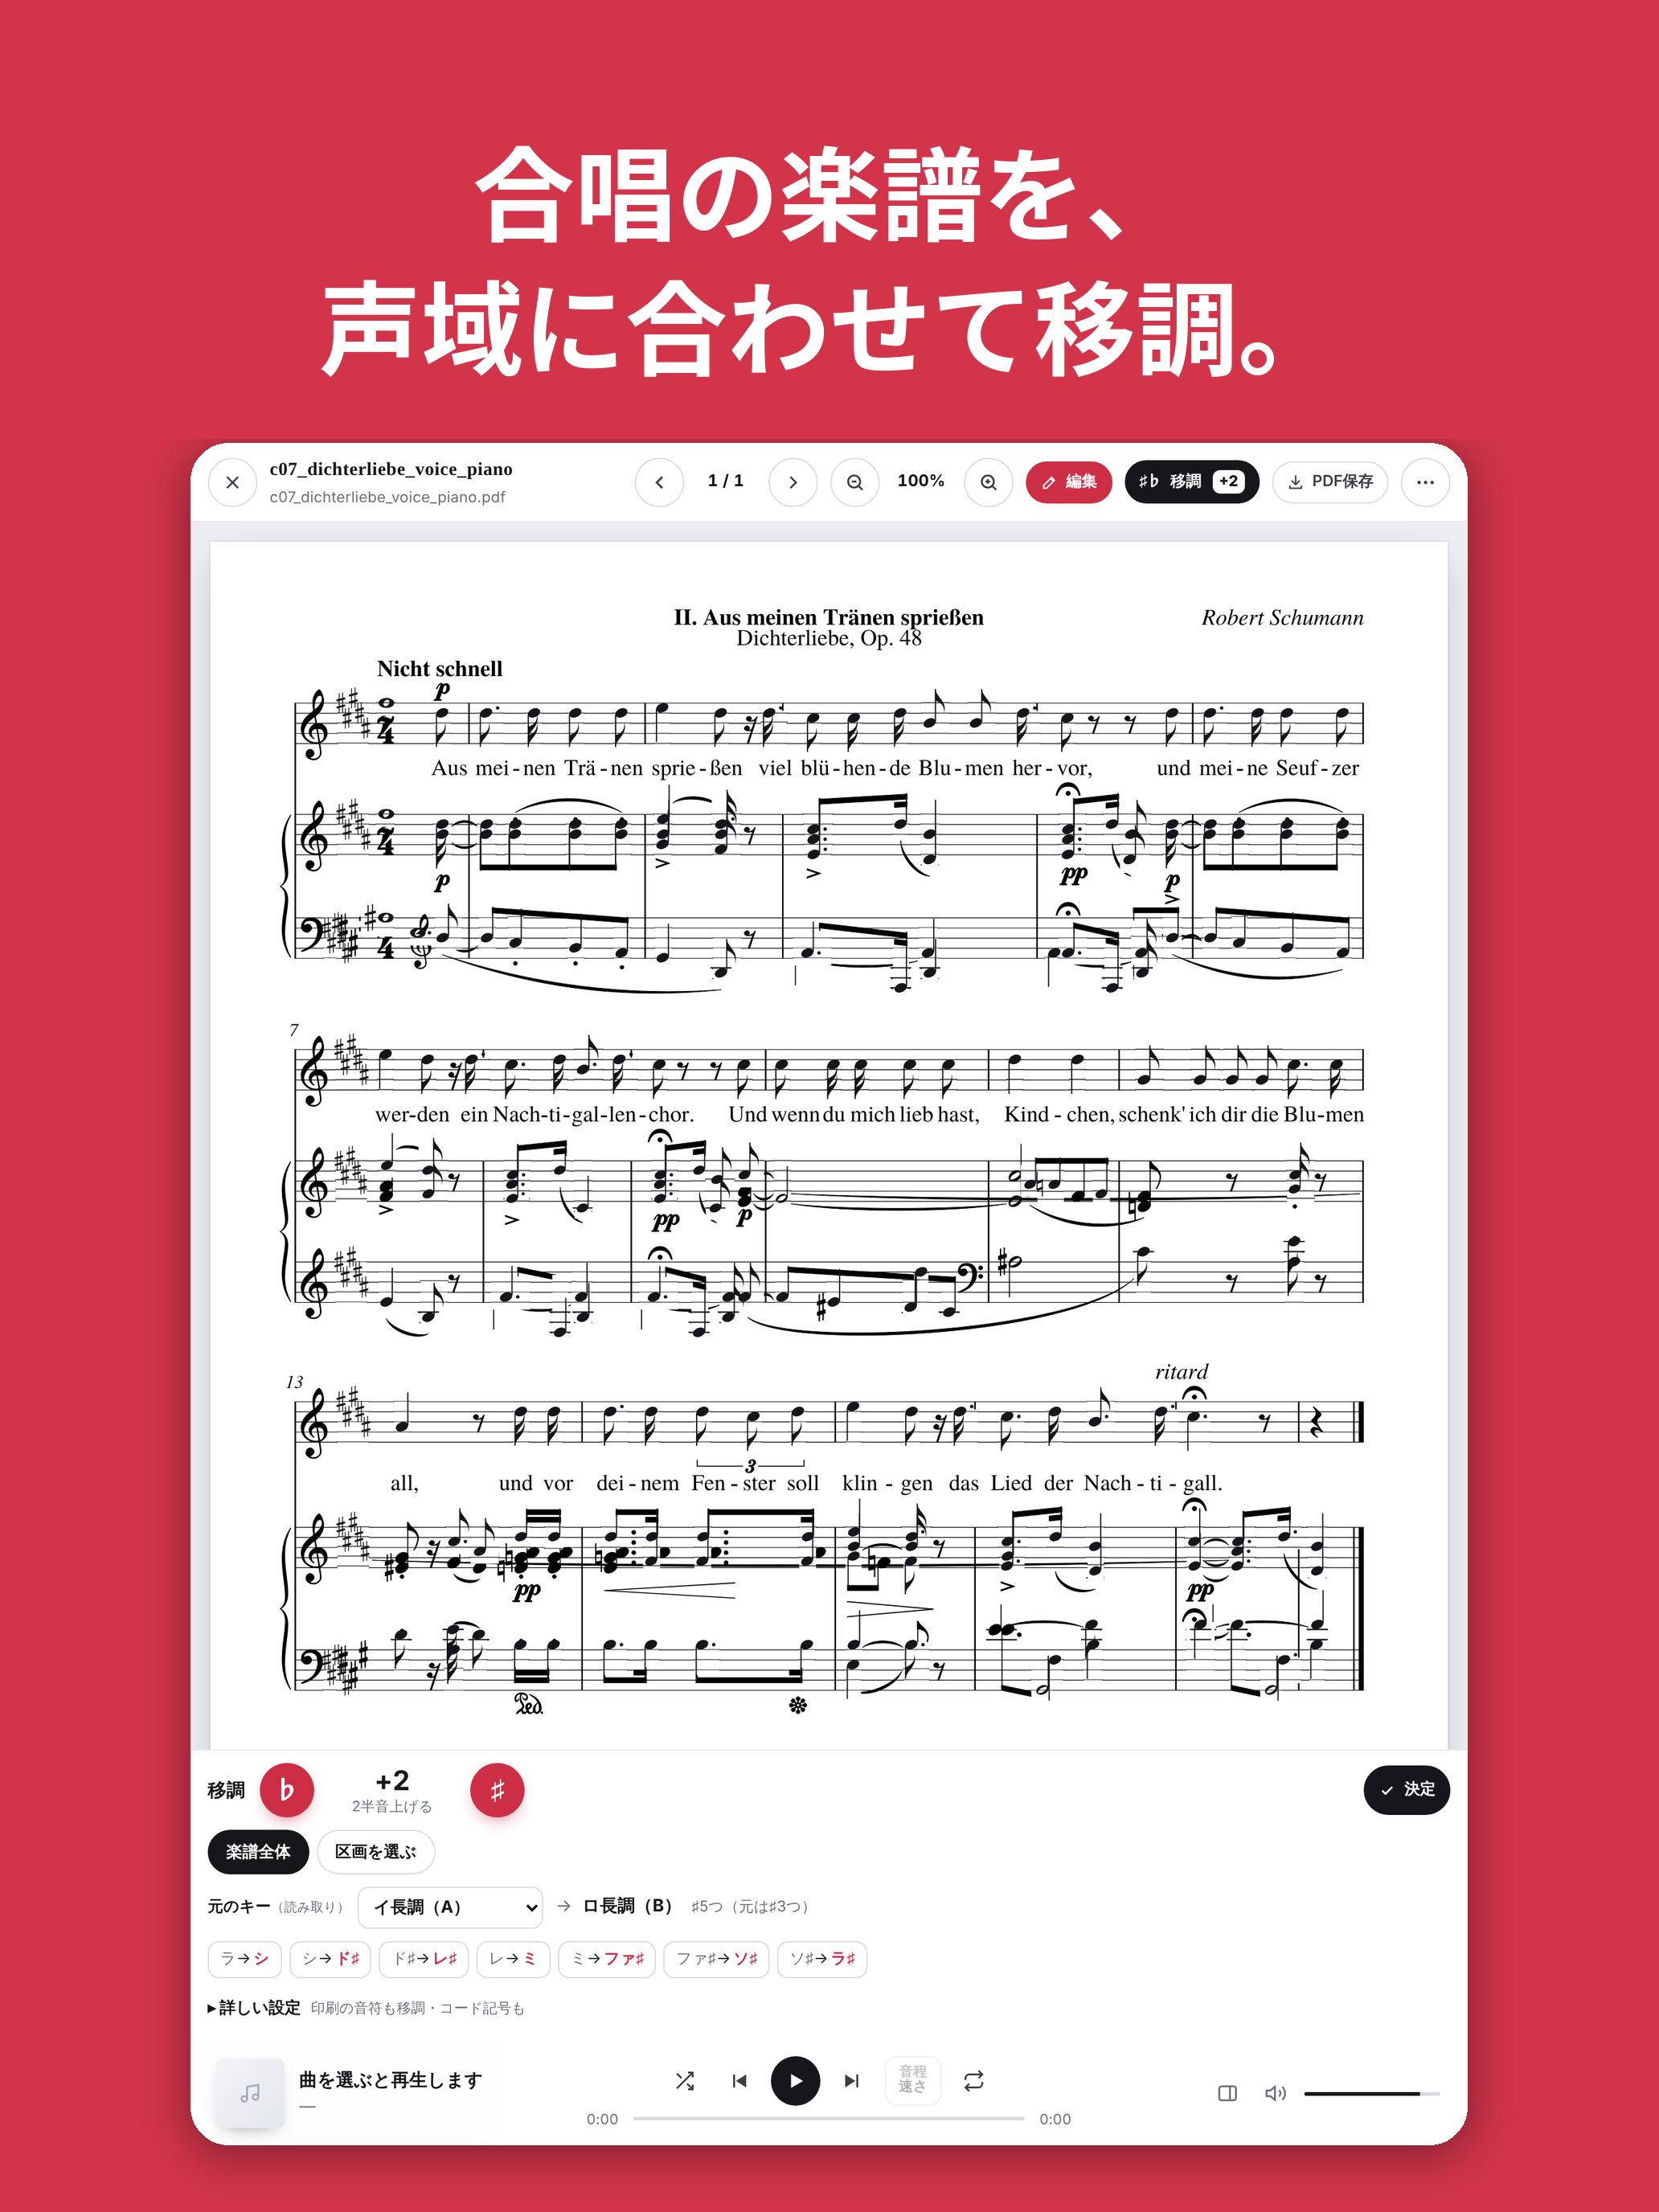 合唱の楽譜を、
声域に合わせて移調。
c07_dichterliebe_voice_piano
c07_dichterliebe_voice_piano.pdf
1 / 1
100%
編集
♯♭ 移調 +2
PDF保存
II. Aus meinen Tränen sprießen
Robert Schumann
Dichterliebe, Op. 48
Nicht schnell
p
Aus mei-nen Trä-nen sprie-ßen viel blü-hen-de Blu-men her-vor, und mei-ne Seuf-zer
p pp p
7
wer-den ein Nach-ti-gal-len-chor. Und wenn du mich lieb hast, Kind - chen, schenk' ich dir die Blu-men
pp p
ritard
13
3
all, und vor dei-nem Fen-ster soll klin - gen das Lied der Nach-ti-gall.
pp pp
移調 ♭ +2 ♯
2半音上げる
決定
楽譜全体 区画を選ぶ
元のキー（読み取り） イ長調（A） → ロ長調（B） ♯5つ（元は♯3つ）
ラ→シ シ→ド♯ ド♯→レ♯ レ→ミ ミ→ファ♯ ファ♯→ソ♯ ソ♯→ラ♯
▸詳しい設定 印刷の音符も移調・コード記号も
曲を選ぶと再生します
—
音程
速さ
0:00 0:00